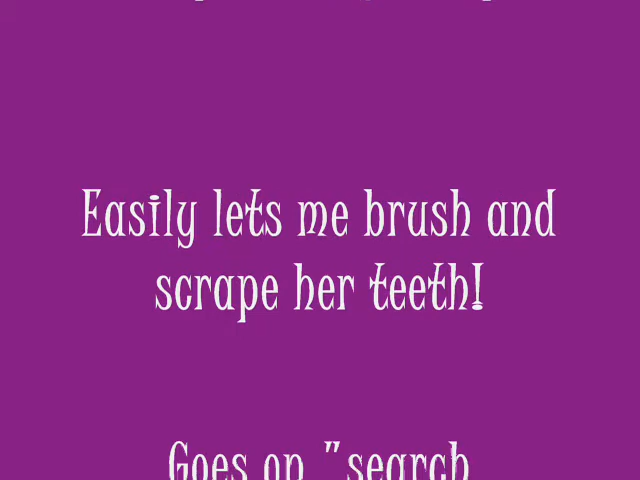 Easily lets me brush and
scrape her teeth!
Goes on "search